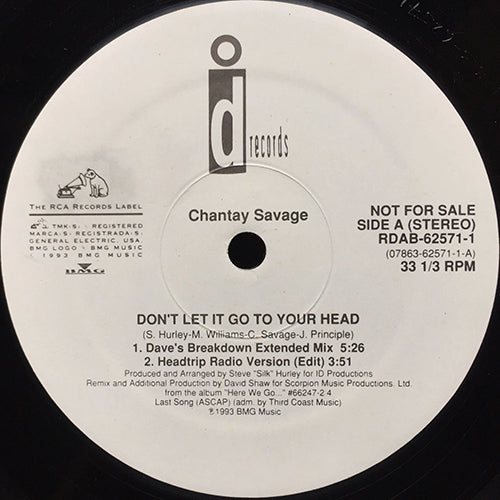 id records
Chantay Savage
THE RCA RECORDS LABEL
TMK·S· · REGISTERED
MARCA·S· REGISTRADA·S·
GENERAL ELECTRIC, USA,
BMG LOGO · BMG MUSIC
℗ 1993 BMG MUSIC
BMG
NOT FOR SALE
SIDE A (STEREO)
RDAB-62571-1
(07863-62571-1-A)
33 1/3 RPM
DON'T LET IT GO TO YOUR HEAD
(S. Hurley-M. Williams-C. Savage-J. Principle)
1. Dave's Breakdown Extended Mix 5:26
2. Headtrip Radio Version (Edit) 3:51
Produced and Arranged by Steve "Silk" Hurley for ID Productions
Remix and Additional Production by David Shaw for Scorpion Music Productions. Ltd.
from the album "Here We Go..." #66247-2·4
Last Song (ASCAP) (adm. by Third Coast Music)
℗ 1993 BMG Music